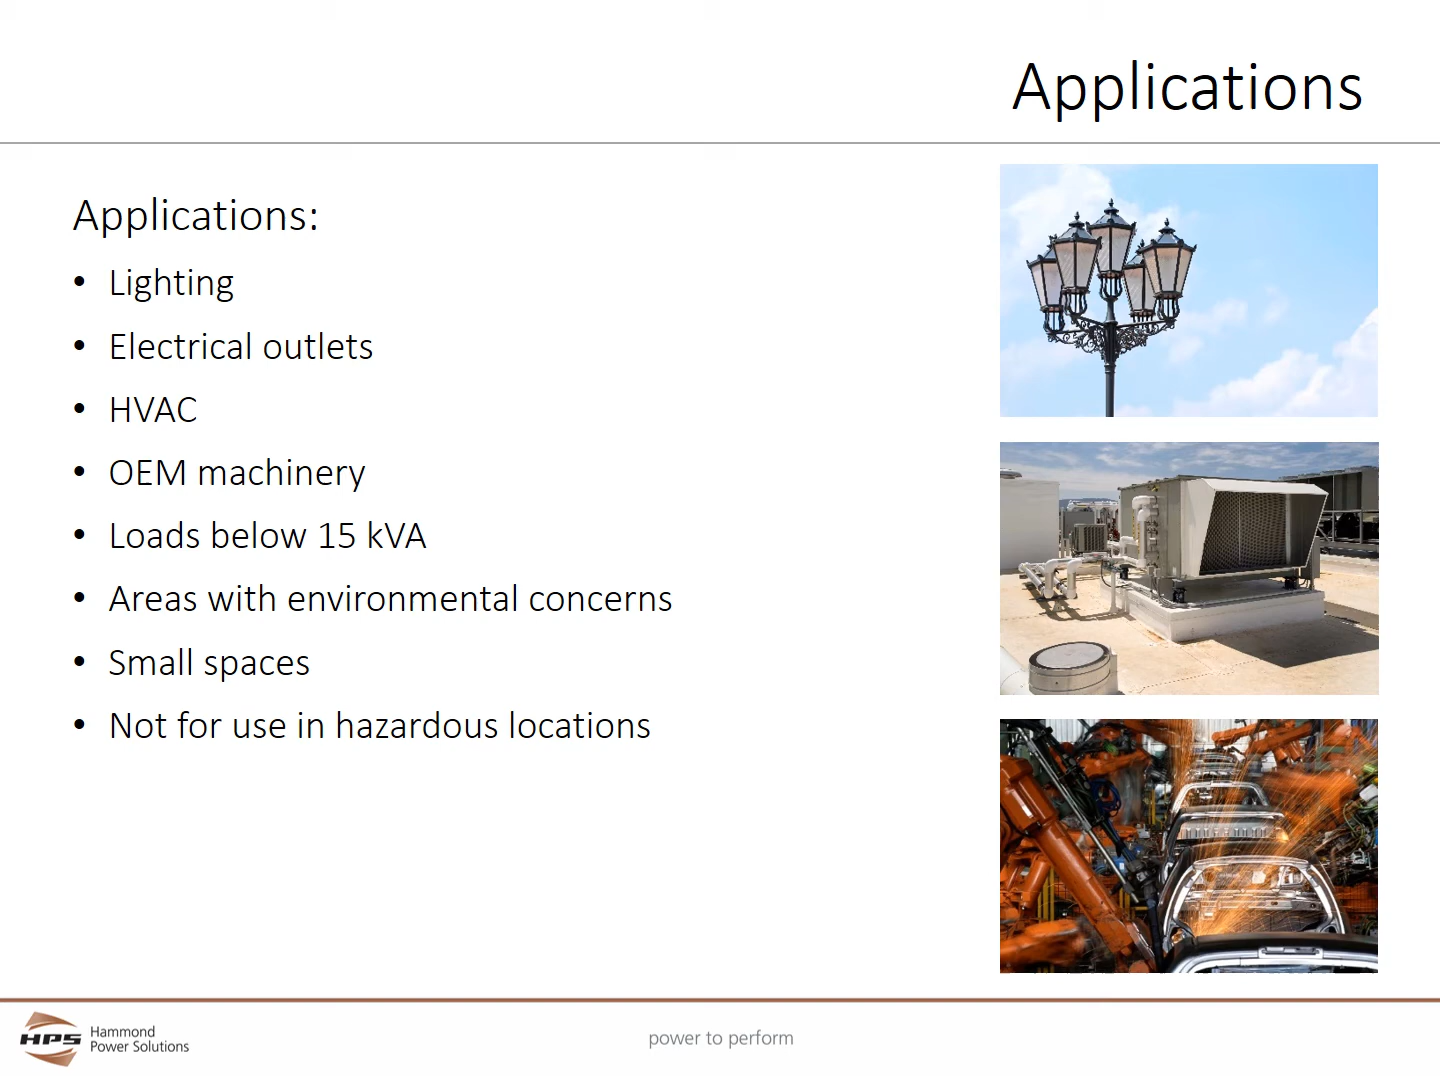 Applications
Applications:
• Lighting
• Electrical outlets
• HVAC
• OEM machinery
• Loads below 15 kVA
• Areas with environmental concerns
• Small spaces
• Not for use in hazardous locations
HPS
Hammond
Power Solutions
power to perform